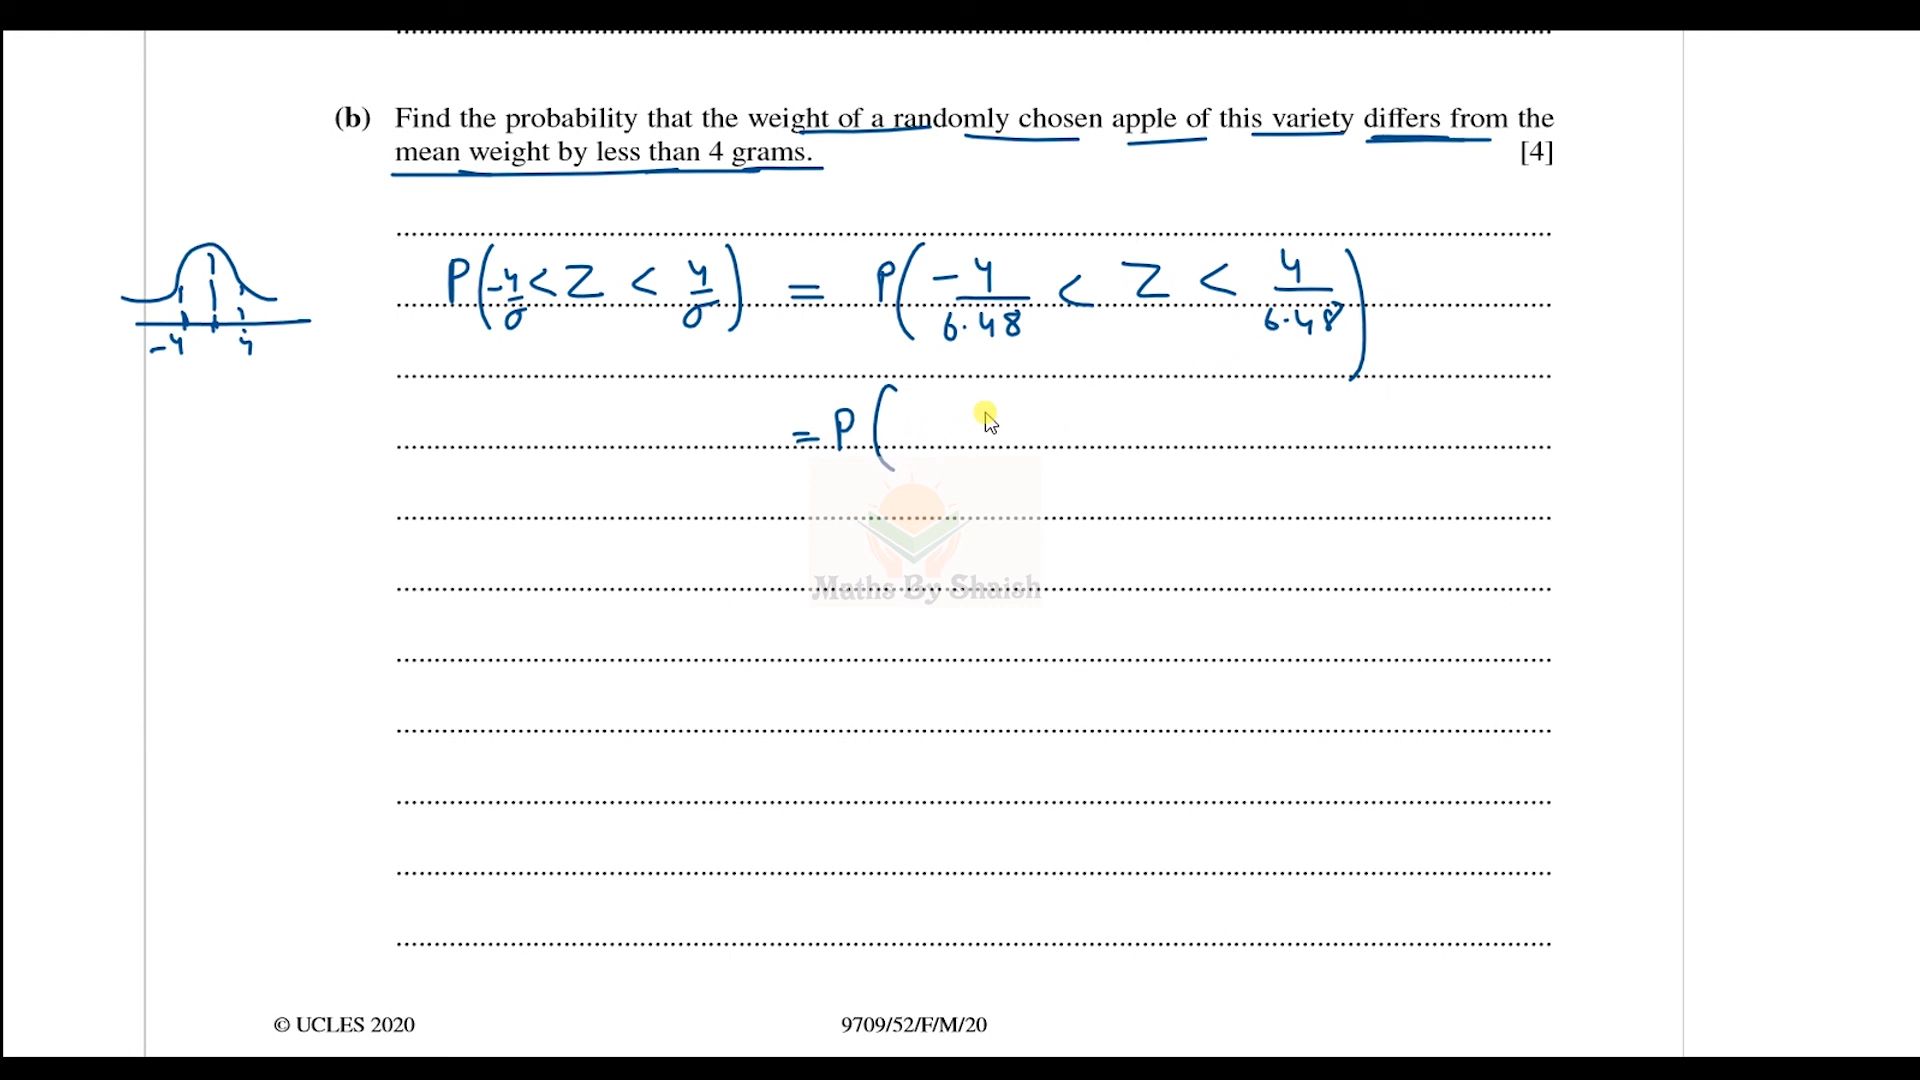 (b) Find the probability that the weight of a randomly chosen apple of this variety differs from the
mean weight by less than 4 grams. [4]
P(-4/σ < Z < 4/σ) = P(-4/6.48 < Z < 4/6.48)
-4 4
= P(
Maths By Shaish
© UCLES 2020 9709/52/F/M/20